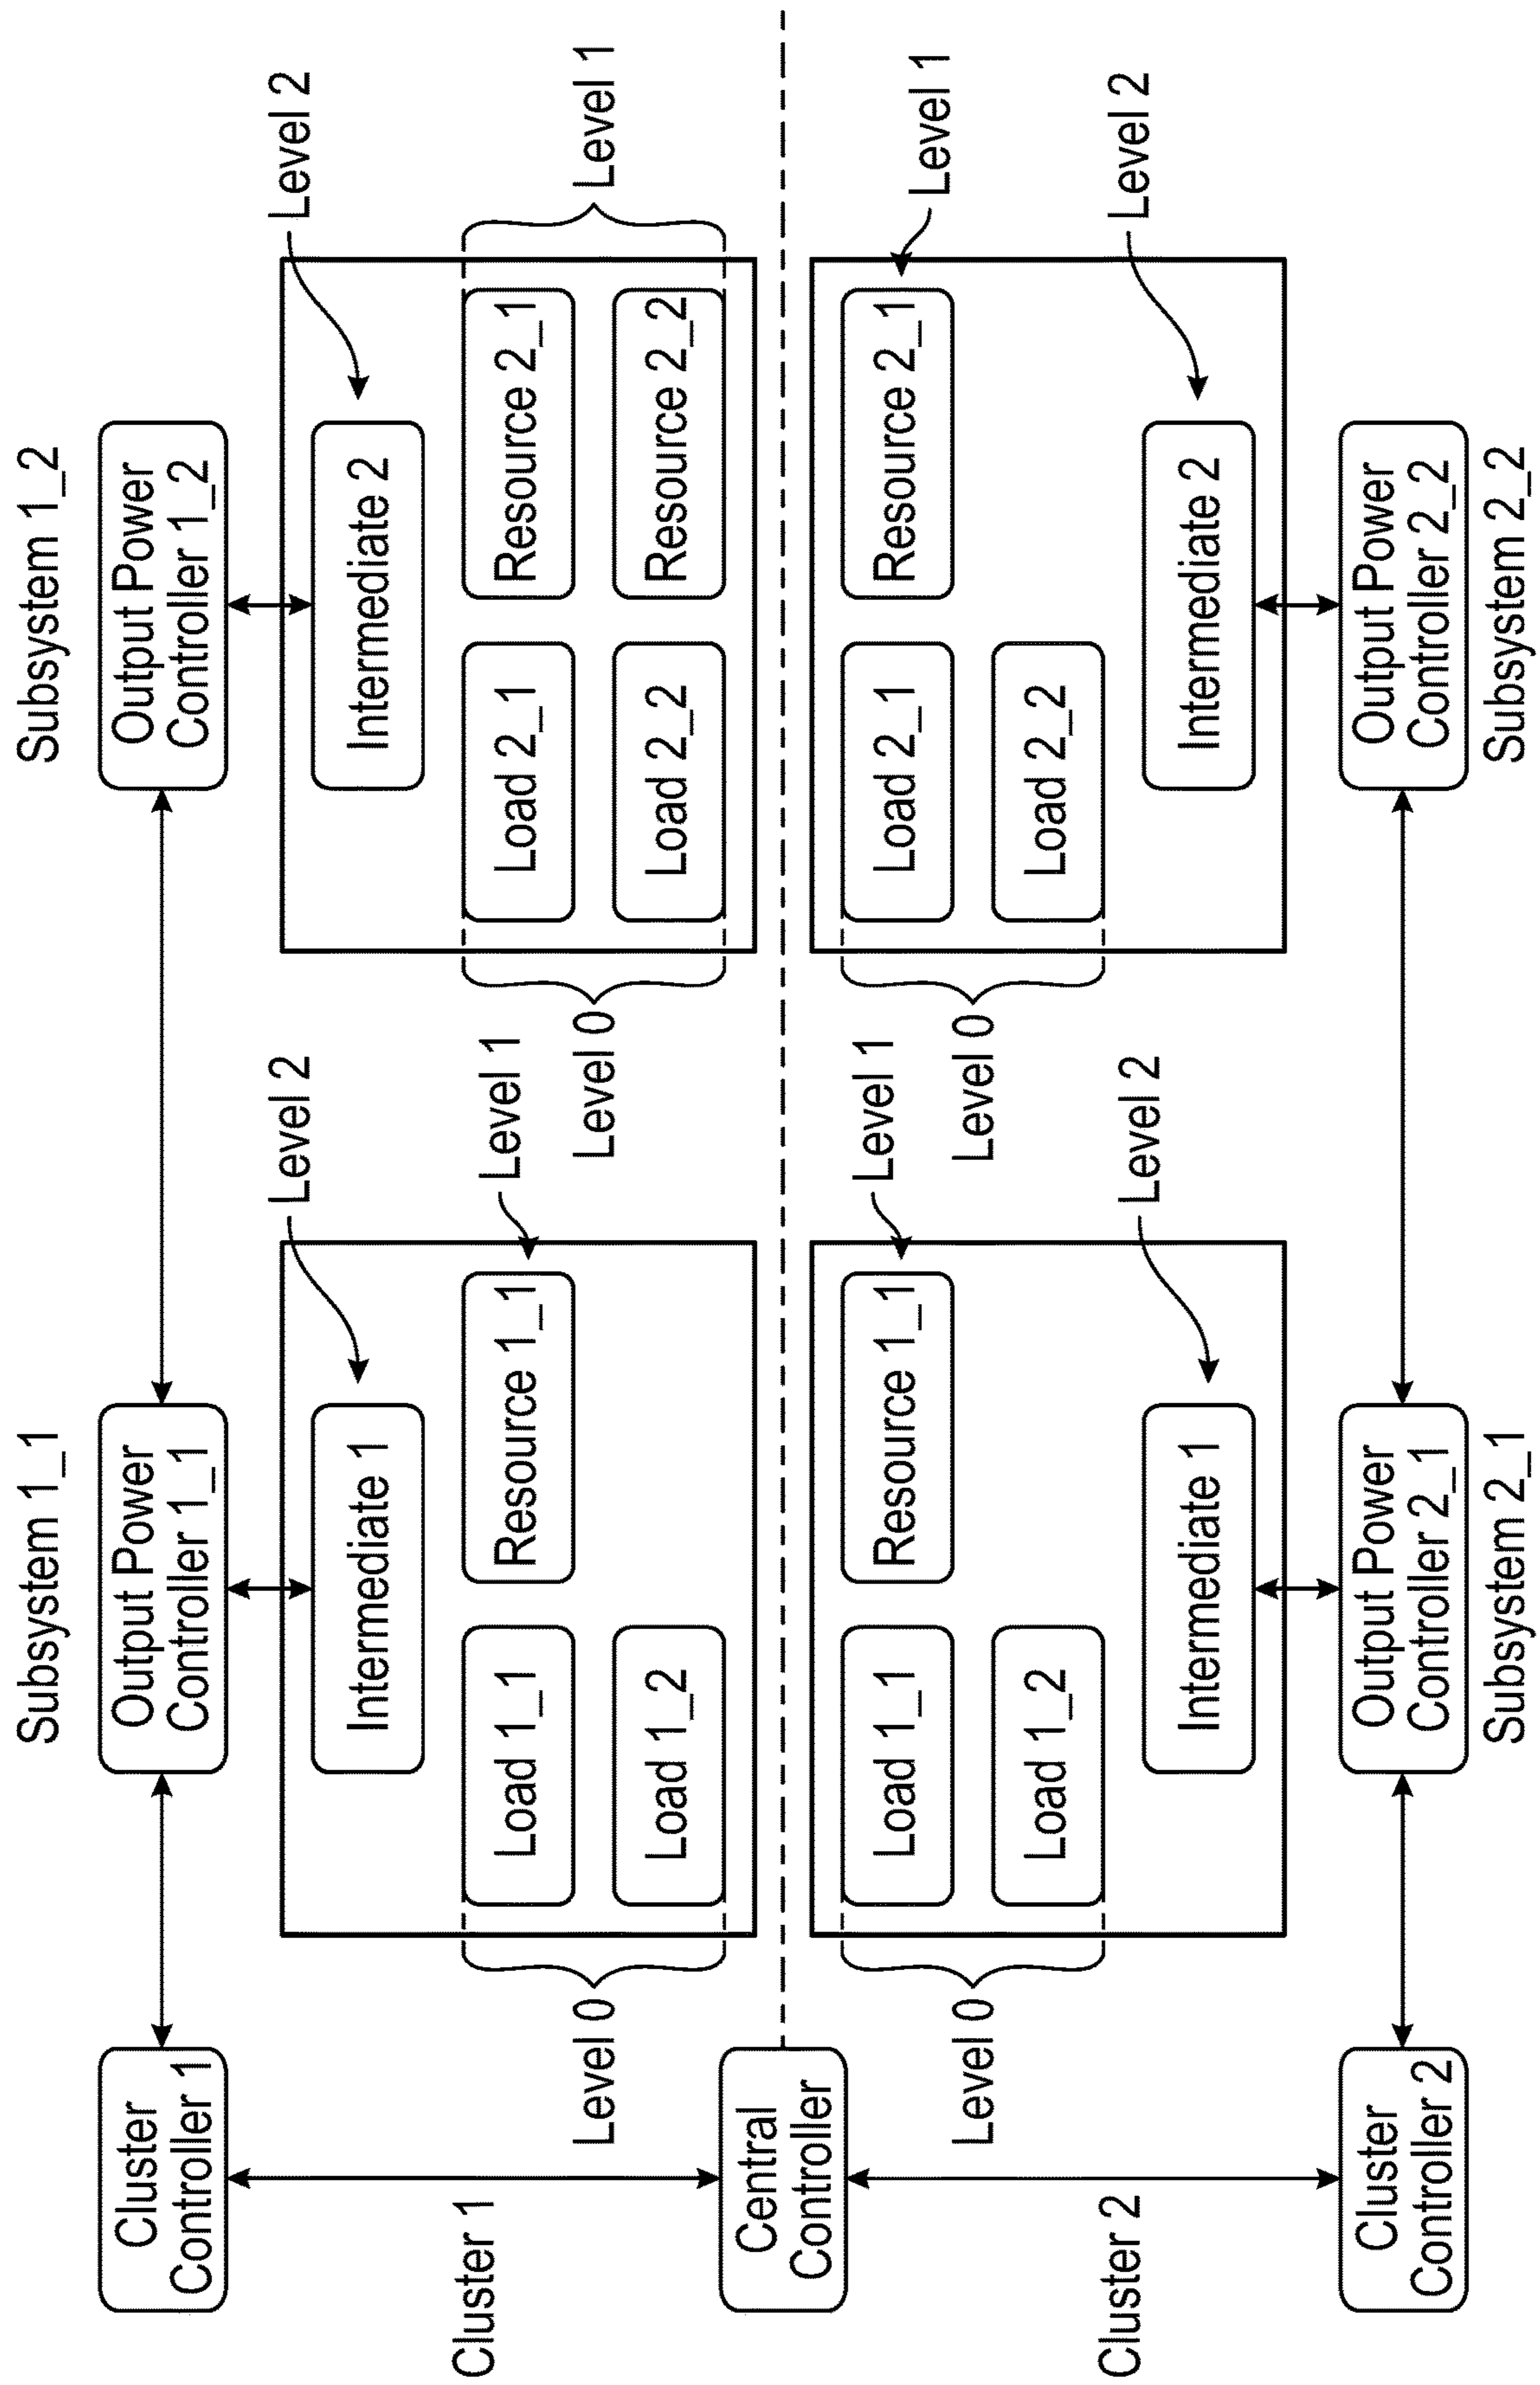 Subsystem 1_1
Subsystem 1_2
Cluster
Controller 1
Output Power
Controller 1_1
Output Power
Controller 1_2
Level 2
Level 2
Intermediate 1
Intermediate 2
Cluster 1
Level 1
Load 1_1
Resource 1_1
Load 2_1
Resource 2_1
Level 0
Level 0
Level 1
Load 1_2
Load 2_2
Resource 2_2
Central
Controller
Level 1
Level 1
Load 1_1
Resource 1_1
Load 2_1
Resource 2_1
Level 0
Level 0
Load 1_2
Load 2_2
Cluster 2
Level 2
Level 2
Intermediate 1
Intermediate 2
Cluster
Controller 2
Output Power
Controller 2_1
Output Power
Controller 2_2
Subsystem 2_1
Subsystem 2_2